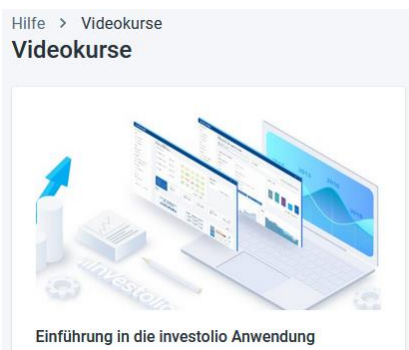 Hilfe > Videokurse
Videokurse
#investolio
Einführung in die investolio Anwendung